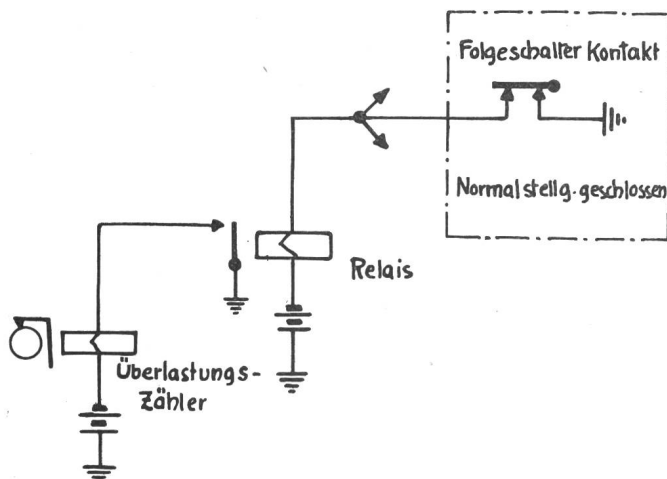 Folgeschalter Kontakt
Normalstellg. geschlossen
Relais
Überlastungs-
Zähler